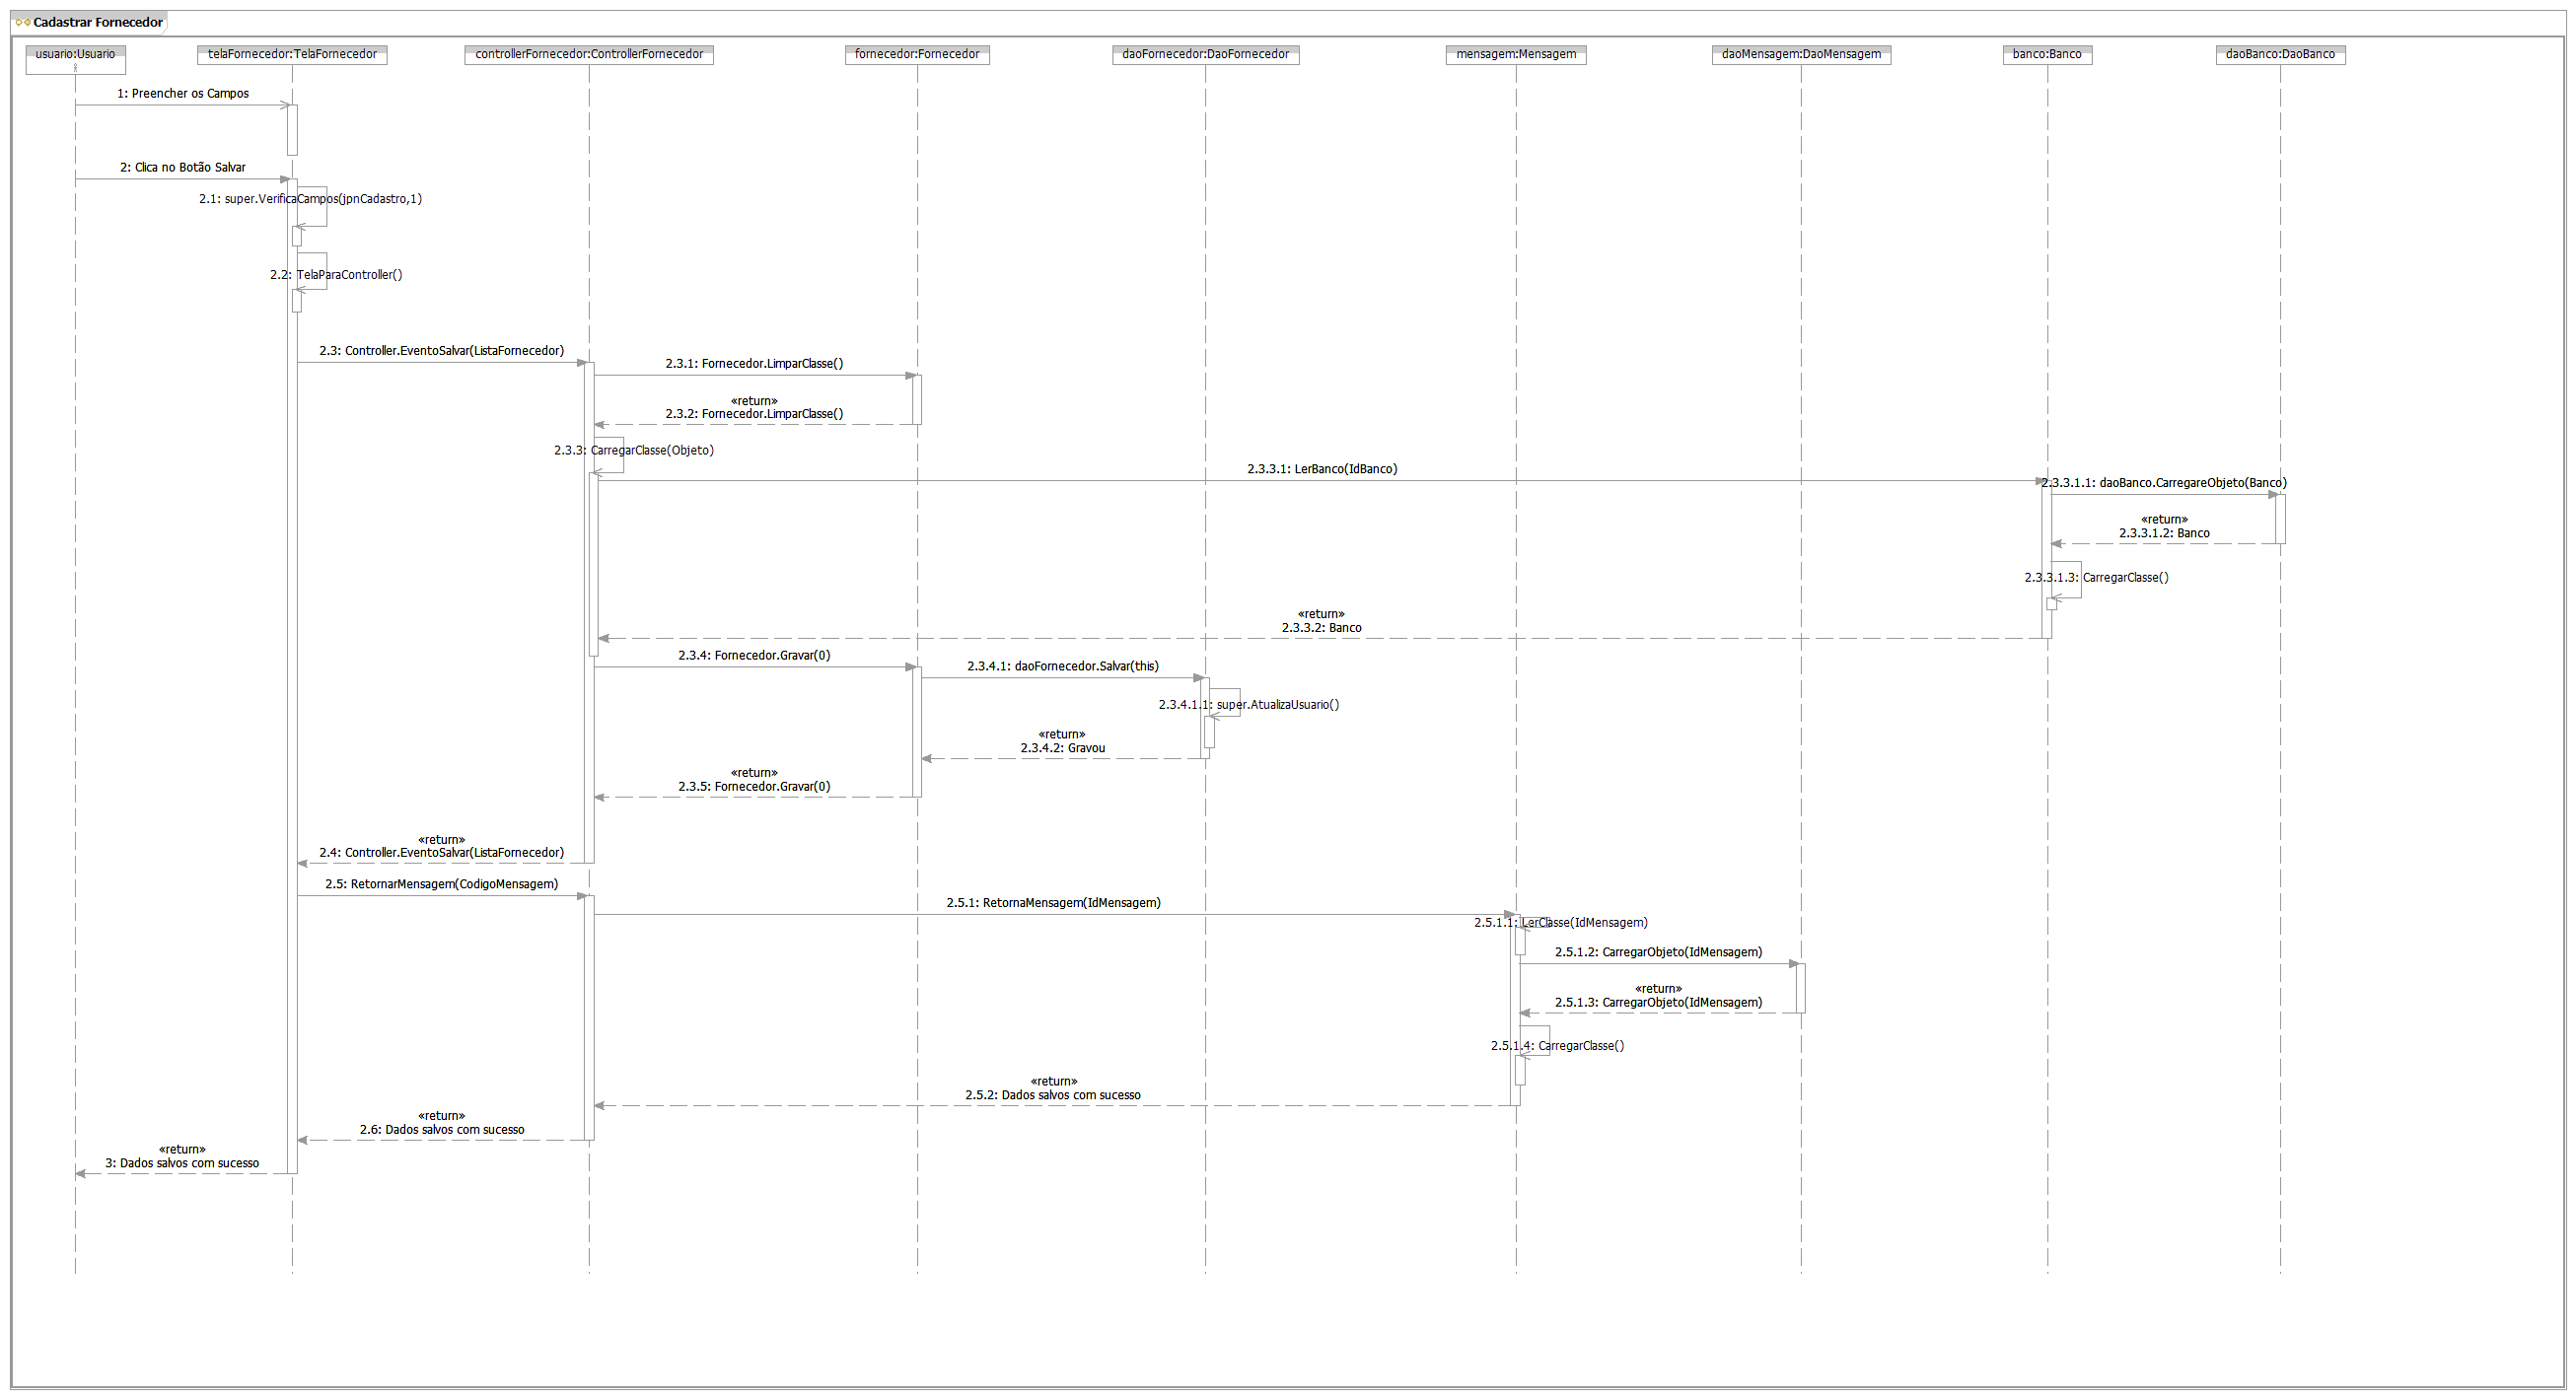 Cadastrar Fornecedor
usuario:Usuario
telaFornecedor:TelaFornecedor
controllerFornecedor:ControllerFornecedor
fornecedor:Fornecedor
daoFornecedor:DaoFornecedor
mensagem:Mensagem
daoMensagem:DaoMensagem
banco:Banco
daoBanco:DaoBanco
1: Preencher os Campos
2: Clica no Botão Salvar
2.1: super.VerificaCampos(jpnCadastro,1)
2.2: TelaParaController()
2.3: Controller.EventoSalvar(ListaFornecedor)
2.3.1: Fornecedor.LimparClasse()
«return»
2.3.2: Fornecedor.LimparClasse()
2.3.3: CarregarClasse(Objeto)
2.3.3.1: LerBanco(IdBanco)
2.3.3.1.1: daoBanco.CarregareObjeto(Banco)
«return»
2.3.3.1.2: Banco
2.3.3.1.3: CarregarClasse()
«return»
2.3.3.2: Banco
2.3.4: Fornecedor.Gravar(0)
2.3.4.1: daoFornecedor.Salvar(this)
2.3.4.1.1: super.AtualizaUsuario()
«return»
2.3.4.2: Gravou
«return»
2.3.5: Fornecedor.Gravar(0)
«return»
2.4: Controller.EventoSalvar(ListaFornecedor)
2.5: RetornarMensagem(CodigoMensagem)
2.5.1: RetornaMensagem(IdMensagem)
2.5.1.1: LerClasse(IdMensagem)
2.5.1.2: CarregarObjeto(IdMensagem)
«return»
2.5.1.3: CarregarObjeto(IdMensagem)
2.5.1.4: CarregarClasse()
«return»
2.5.2: Dados salvos com sucesso
«return»
2.6: Dados salvos com sucesso
«return»
3: Dados salvos com sucesso